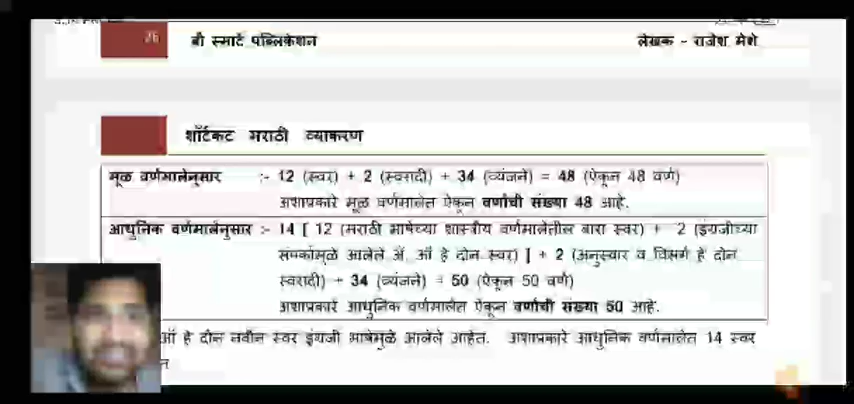 26 बी स्मार्ट पब्लिकेशन लेखक - राजेश मेशे
शॉर्टकट मराठी व्याकरण
मूळ वर्णमालेनुसार :- 12 (स्वर) + 2 (स्वरादी) + 34 (व्यंजने) = 48 (ऐकून 48 वर्ण)
अशाप्रकारे मूळ वर्णमालेत ऐकून वर्णांची संख्या 48 आहे.
आधुनिक वर्णमालेनुसार :- 14 [ 12 (मराठी भाषेच्या शास्त्रीय वर्णमालेतील बारा स्वर) + 2 (इंग्रजीच्या
संपर्कामुळे आलेले ॲ, ऑ हे दोन स्वर) ] + 2 (अनुस्वार व विसर्ग हे दोन
स्वरादी) + 34 (व्यंजने) = 50 (ऐकून 50 वर्ण)
अशाप्रकारे आधुनिक वर्णमालेत ऐकून वर्णांची संख्या 50 आहे.
ऑ हे दोन नवीन स्वर इंग्रजी भाषेमुळे आलेले आहेत. अशाप्रकारे आधुनिक वर्णमालेत 14 स्वर